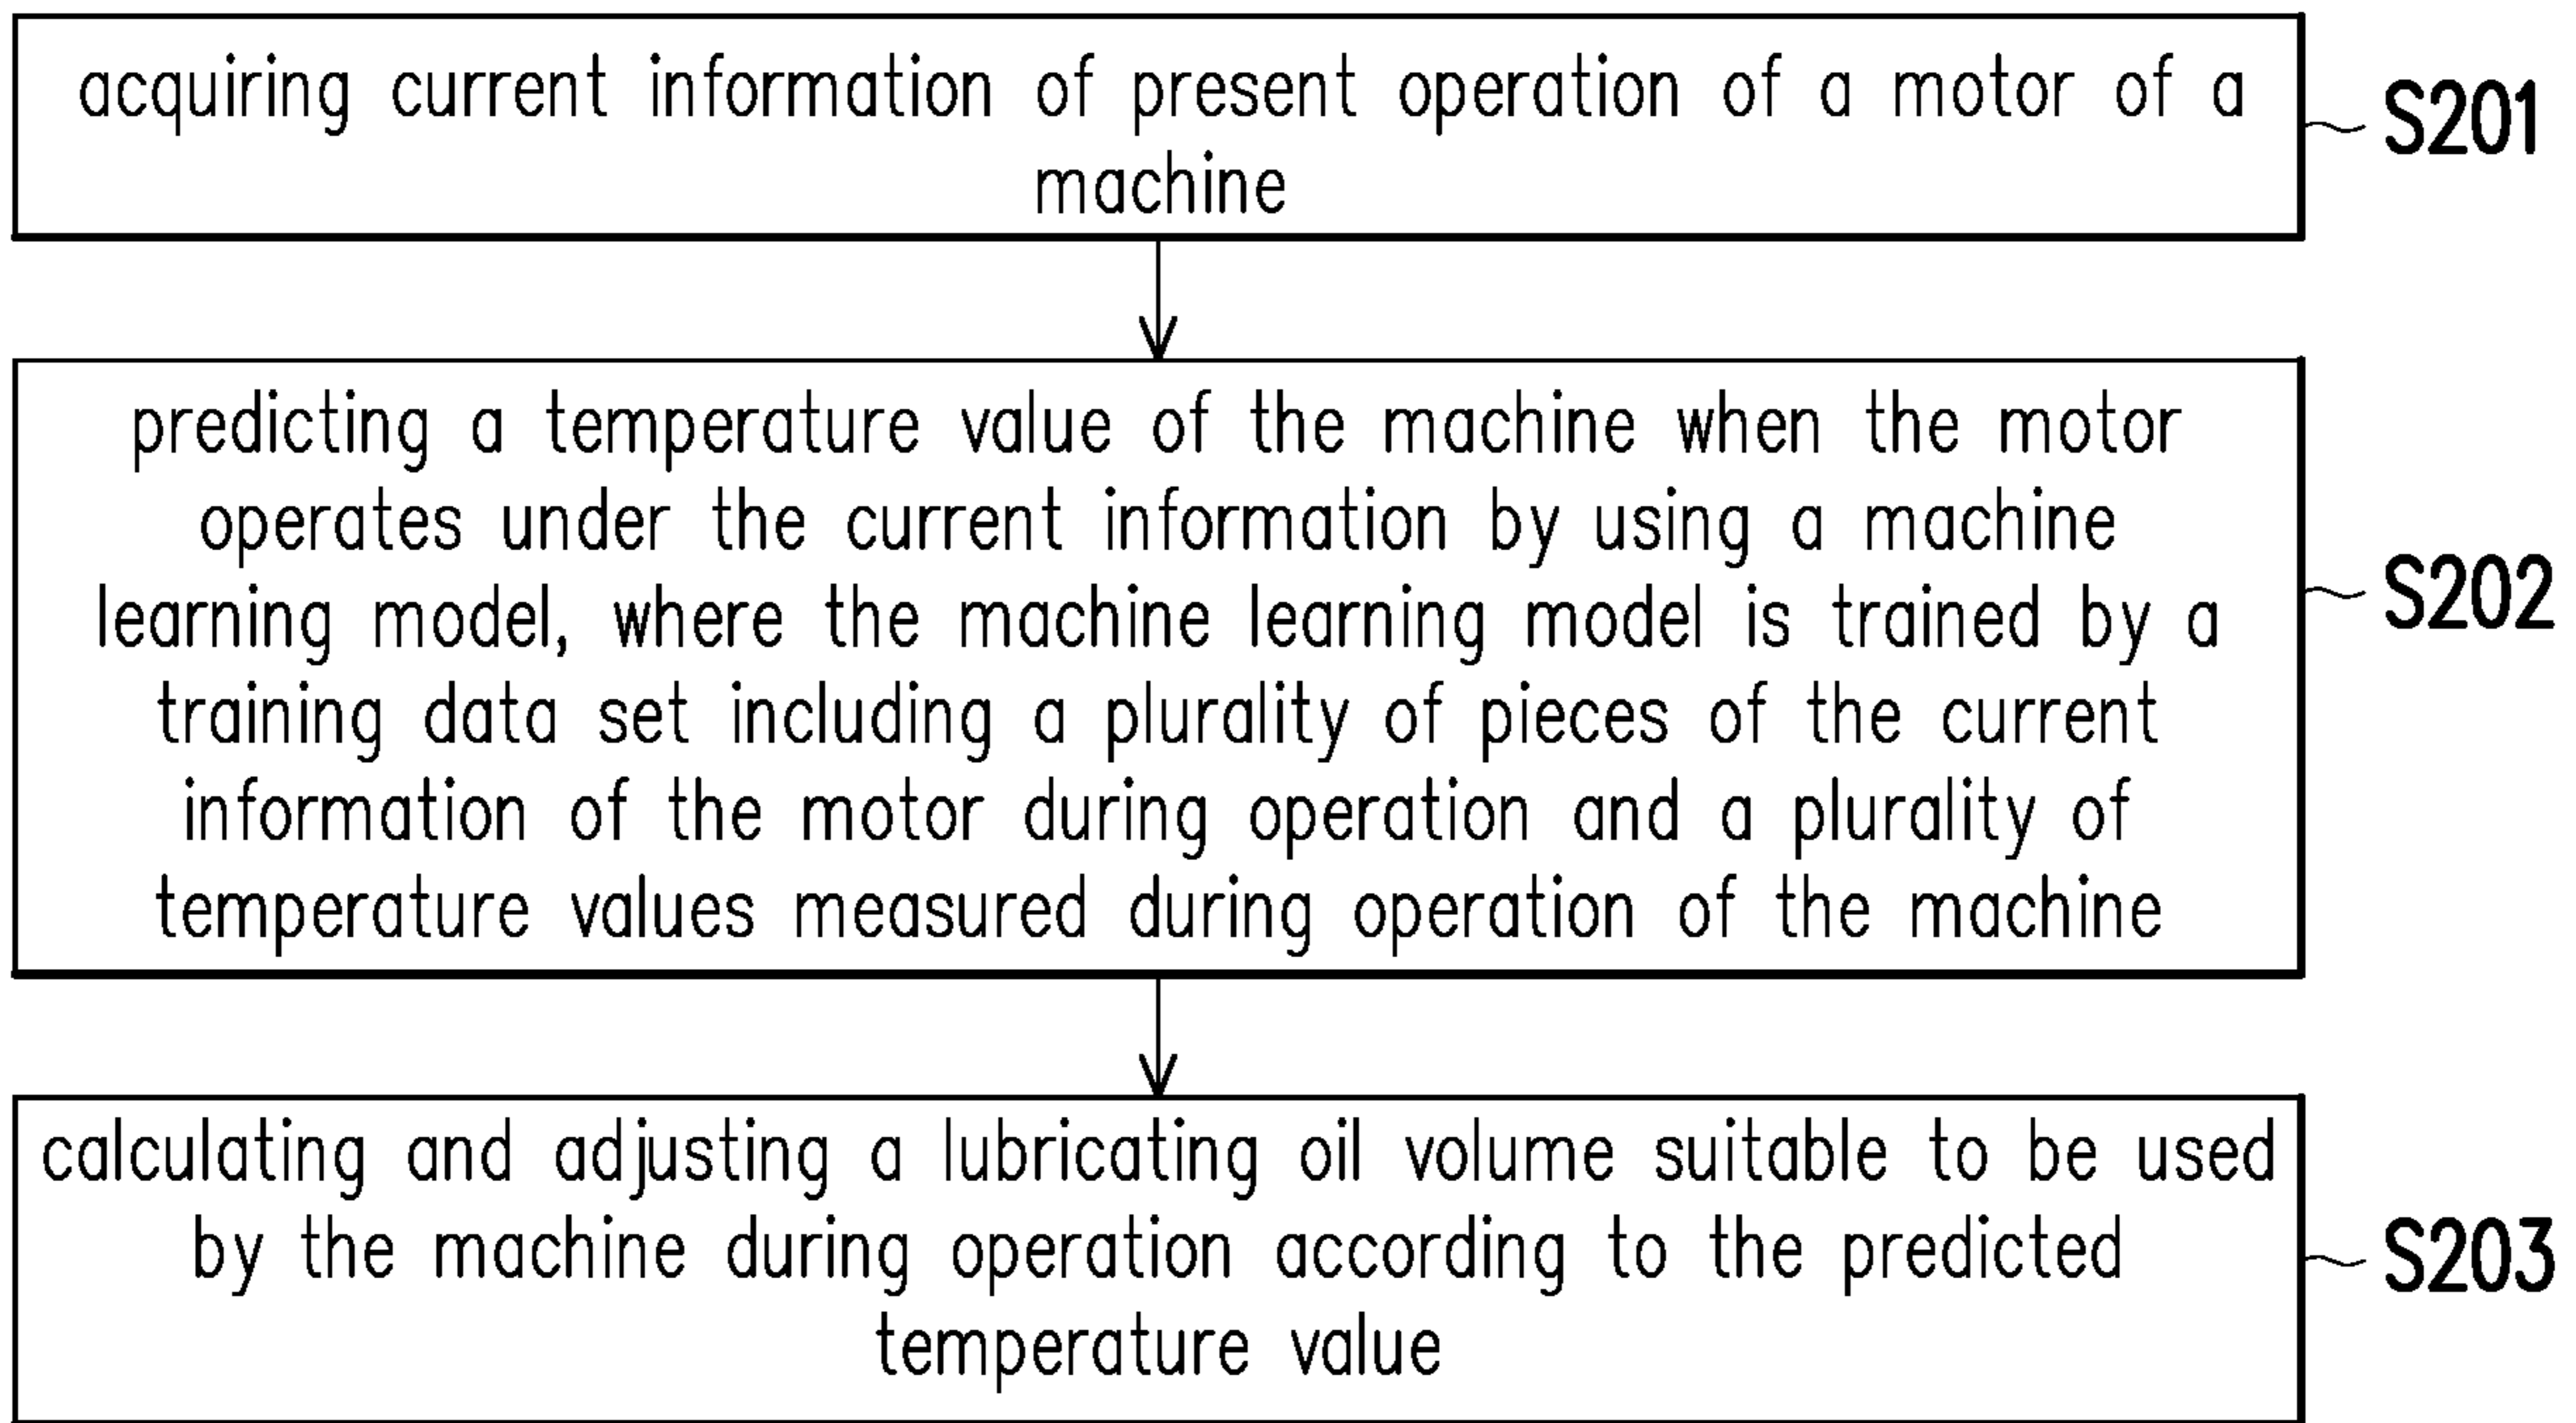 acquiring current information of present operation of a motor of a
machine
S201
predicting a temperature value of the machine when the motor
operates under the current information by using a machine
learning model, where the machine learning model is trained by a
training data set including a plurality of pieces of the current
information of the motor during operation and a plurality of
temperature values measured during operation of the machine
S202
calculating and adjusting a lubricating oil volume suitable to be used
by the machine during operation according to the predicted
temperature value
S203